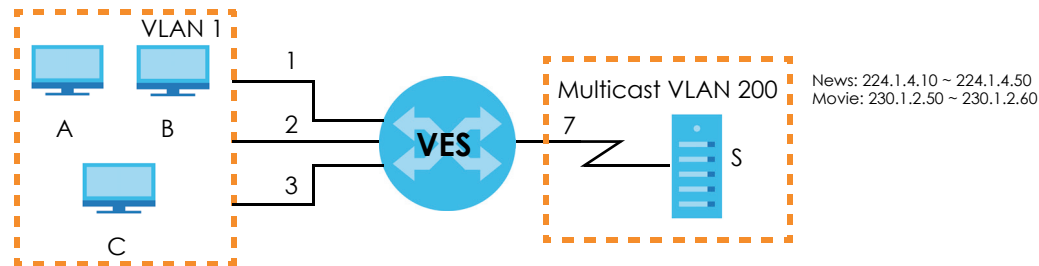 VLAN 1
A
B
C
1
2
3
VES
Multicast VLAN 200
7
S
News: 224.1.4.10 ~ 224.1.4.50
Movie: 230.1.2.50 ~ 230.1.2.60